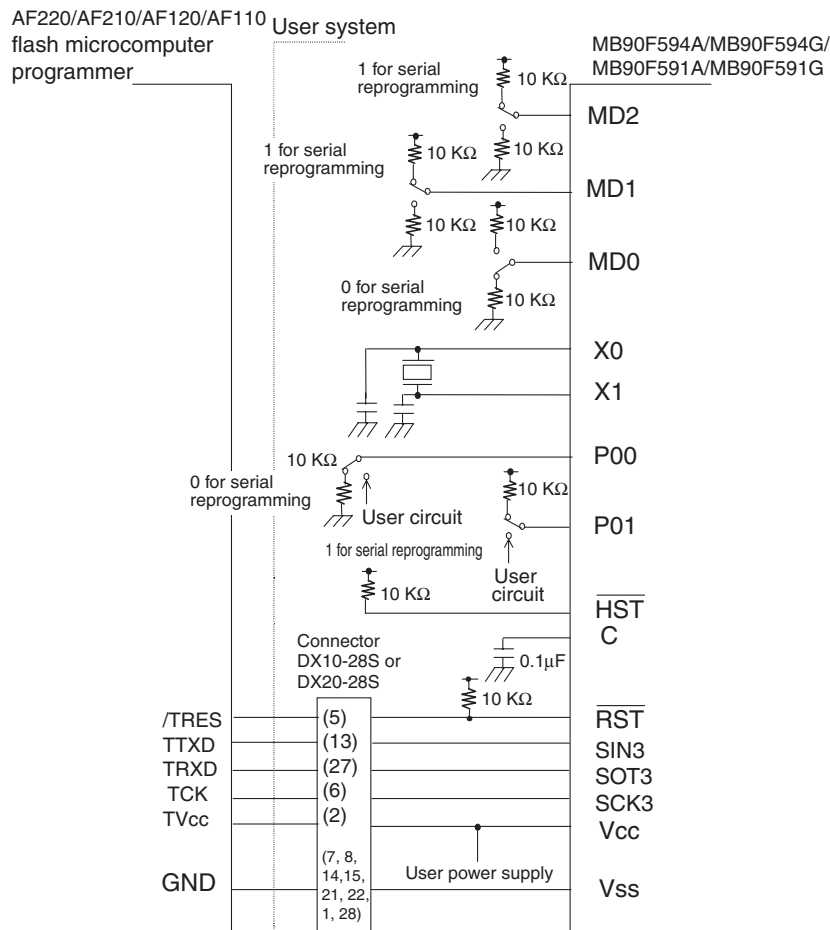 AF220/AF210/AF120/AF110
flash microcomputer
programmer
User system
MB90F594A/MB90F594G/
MB90F591A/MB90F591G
1 for serial
reprogramming
10 KΩ
MD2
10 KΩ
1 for serial
reprogramming
10 KΩ
MD1
10 KΩ
10 KΩ
MD0
0 for serial
reprogramming
10 KΩ
X0
X1
P00
10 KΩ
0 for serial
reprogramming
User circuit
10 KΩ
P01
1 for serial reprogramming
User
circuit
10 KΩ
HST
C
0.1µF
Connector
DX10-28S or
DX20-28S
10 KΩ
/TRES
(5)
RST
TTXD
(13)
SIN3
TRXD
(27)
SOT3
TCK
(6)
SCK3
TVcc
(2)
Vcc
User power supply
GND
(7, 8,
14,15,
21, 22,
1, 28)
Vss